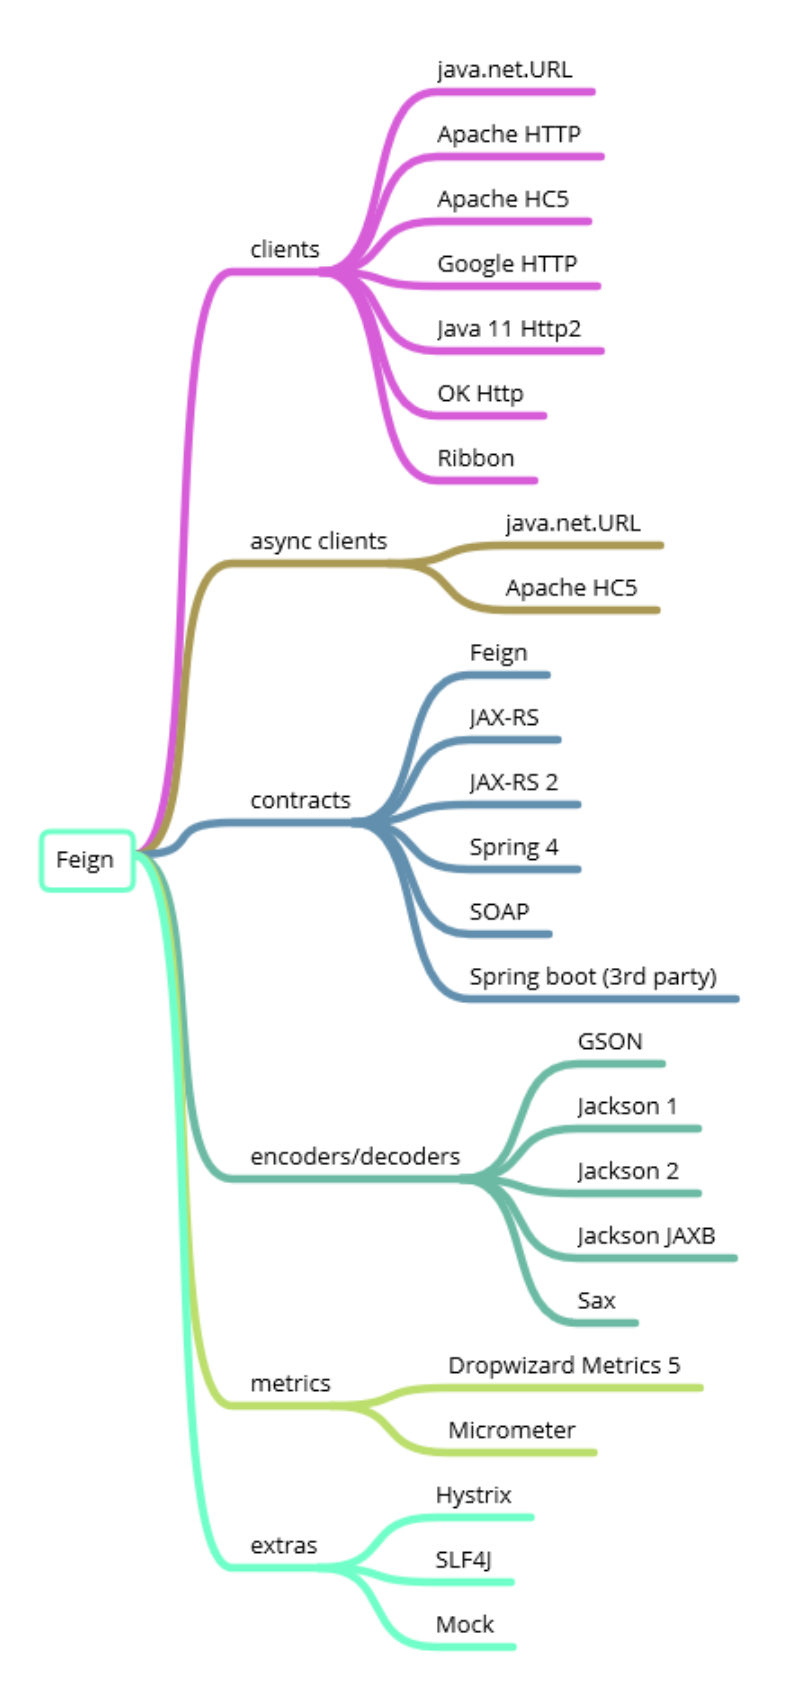 java.net.URL
Apache HTTP
Apache HC5
clients
Google HTTP
Java 11 Http2
OK Http
Ribbon
java.net.URL
async clients
Apache HC5
Feign
JAX-RS
JAX-RS 2
contracts
Spring 4
Feign
SOAP
Spring boot (3rd party)
GSON
Jackson 1
encoders/decoders
Jackson 2
Jackson JAXB
Sax
Dropwizard Metrics 5
metrics
Micrometer
Hystrix
extras
SLF4J
Mock